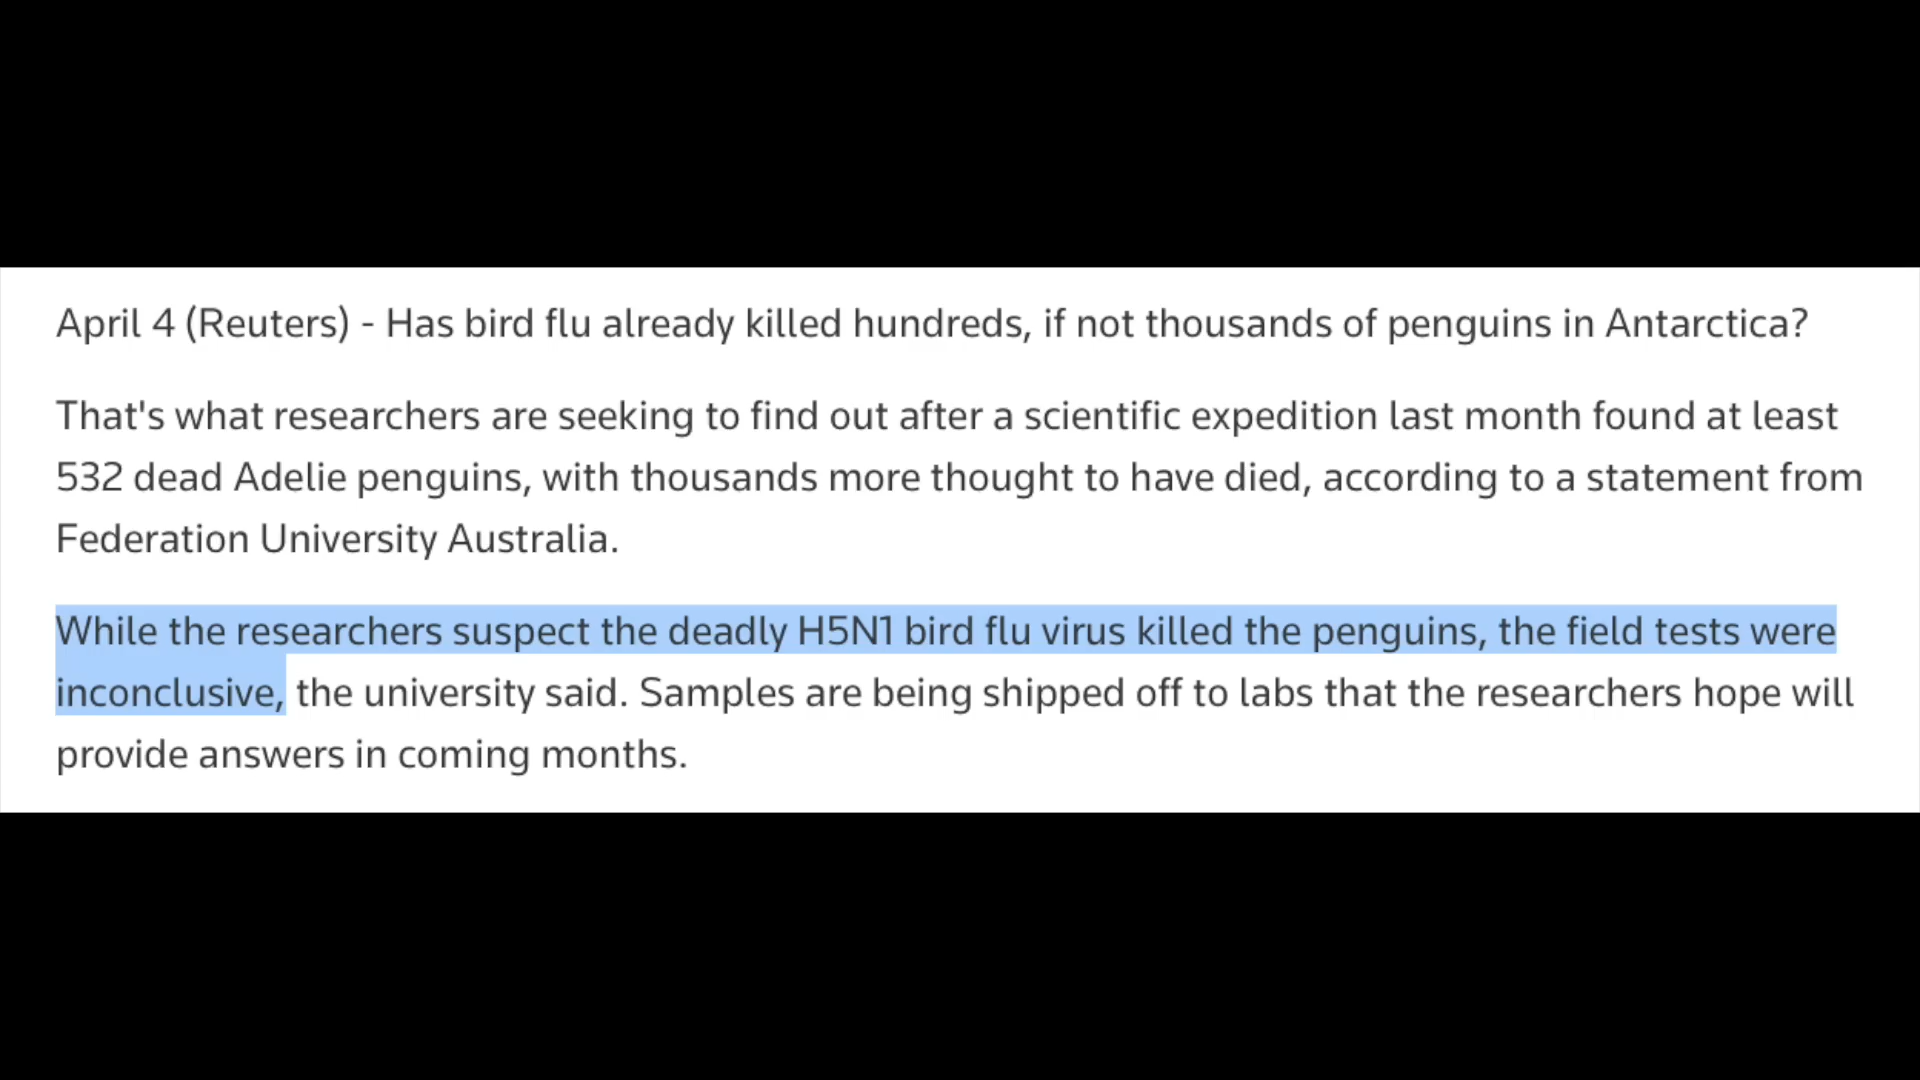 April 4 (Reuters) - Has bird flu already killed hundreds, if not thousands of penguins in Antarctica?
That's what researchers are seeking to find out after a scientific expedition last month found at least
532 dead Adelie penguins, with thousands more thought to have died, according to a statement from
Federation University Australia.
While the researchers suspect the deadly H5N1 bird flu virus killed the penguins, the field tests were
inconclusive, the university said. Samples are being shipped off to labs that the researchers hope will
provide answers in coming months.